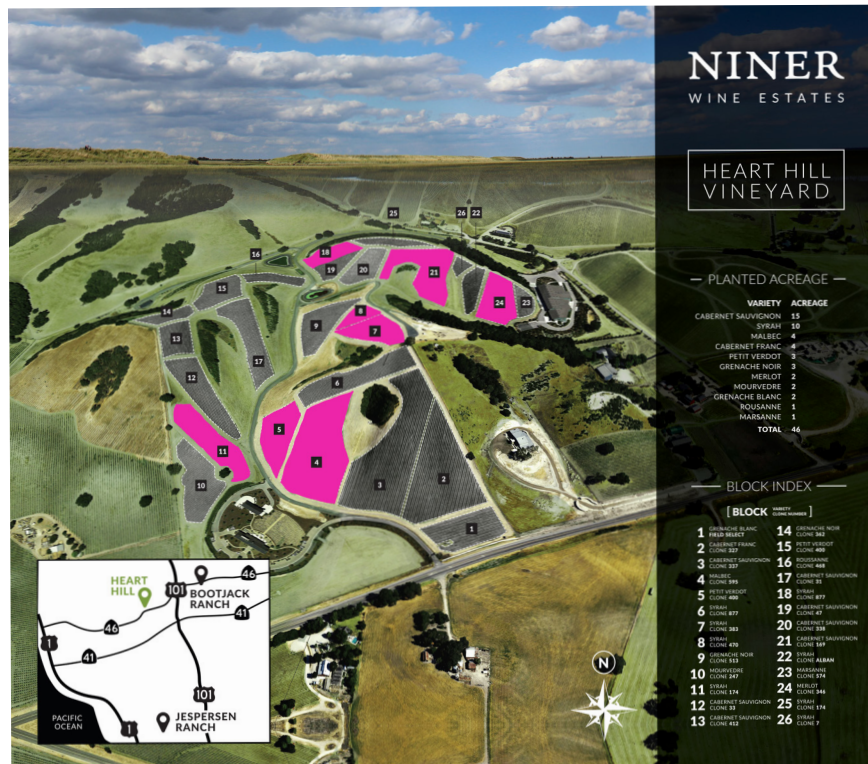 NINER
WINE ESTATES
HEART HILL
VINEYARD
PLANTED ACREAGE
VARIETY ACREAGE
CABERNET SAUVIGNON 15
SYRAH 10
MALBEC 4
CABERNET FRANC 4
PETIT VERDOT 3
GRENACHE NOIR 3
MERLOT 2
MOURVEDRE 2
GRENACHE BLANC 2
ROUSANNE 1
MARSANNE 1
TOTAL 46
BLOCK INDEX
[ BLOCK VARIETY CLONE NUMBER ]
1 GRENACHE BLANC
FIELD SELECT
2 CABERNET FRANC
CLONE 327
3 CABERNET SAUVIGNON
CLONE 337
4 MALBEC
CLONE 595
5 PETIT VERDOT
CLONE 400
6 SYRAH
CLONE 877
7 SYRAH
CLONE 383
8 SYRAH
CLONE 470
9 GRENACHE NOIR
CLONE 513
10 MOURVEDRE
CLONE 247
11 SYRAH
CLONE 174
12 CABERNET SAUVIGNON
CLONE 33
13 CABERNET SAUVIGNON
CLONE 412
14 GRENACHE NOIR
CLONE 362
15 PETIT VERDOT
CLONE 400
16 ROUSSANNE
CLONE 468
17 CABERNET SAUVIGNON
CLONE 31
18 SYRAH
CLONE 877
19 CABERNET SAUVIGNON
CLONE 47
20 CABERNET SAUVIGNON
CLONE 338
21 CABERNET SAUVIGNON
CLONE 169
22 SYRAH
CLONE ALBAN
23 MARSANNE
CLONE 574
24 MERLOT
CLONE 346
25 SYRAH
CLONE 174
26 SYRAH
CLONE 7
25
26 22
16
18
19
20
21
15
24
23
14
8
9
7
13
17
12
6
5
11
4
10
3
2
1
HEART
HILL
101
46
BOOTJACK
RANCH
46
41
1
41
101
PACIFIC
OCEAN
1
JESPERSEN
RANCH
N